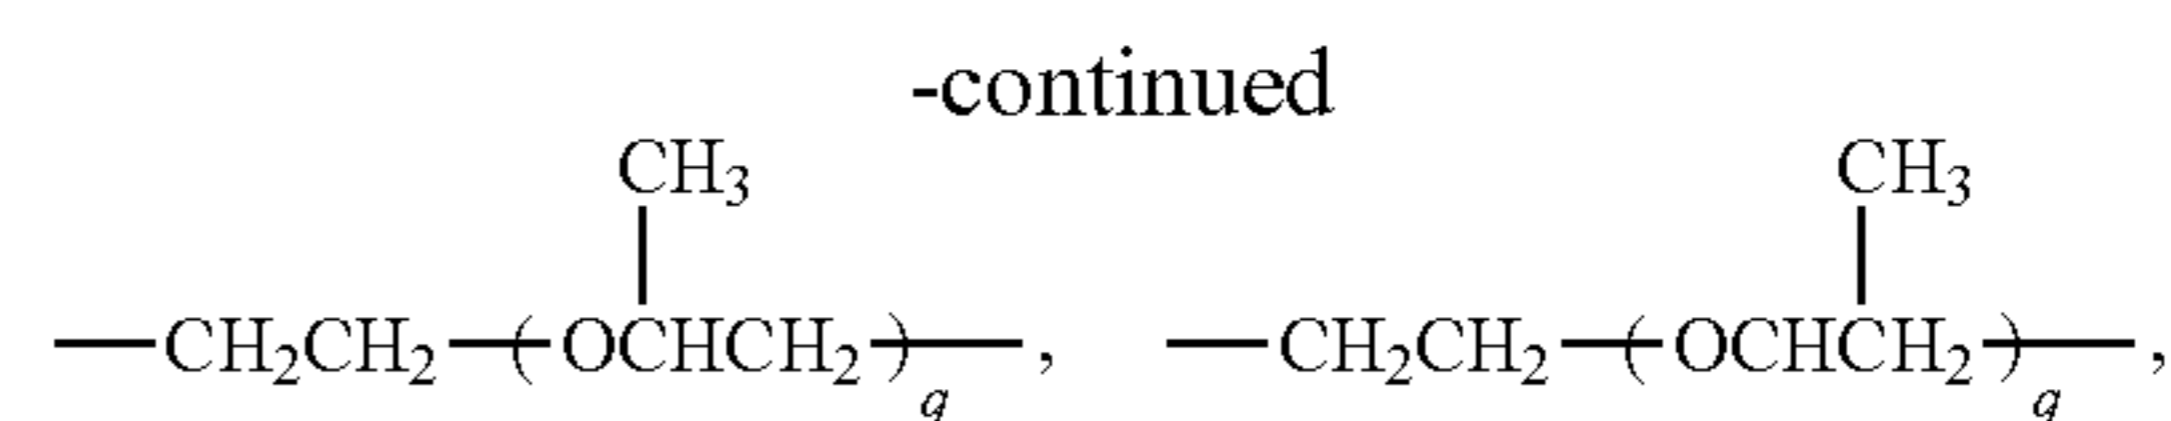 -continued
CH3 CH3
—CH2CH2—(OCHCH2)q—, —CH2CH2—(OCHCH2)q—,